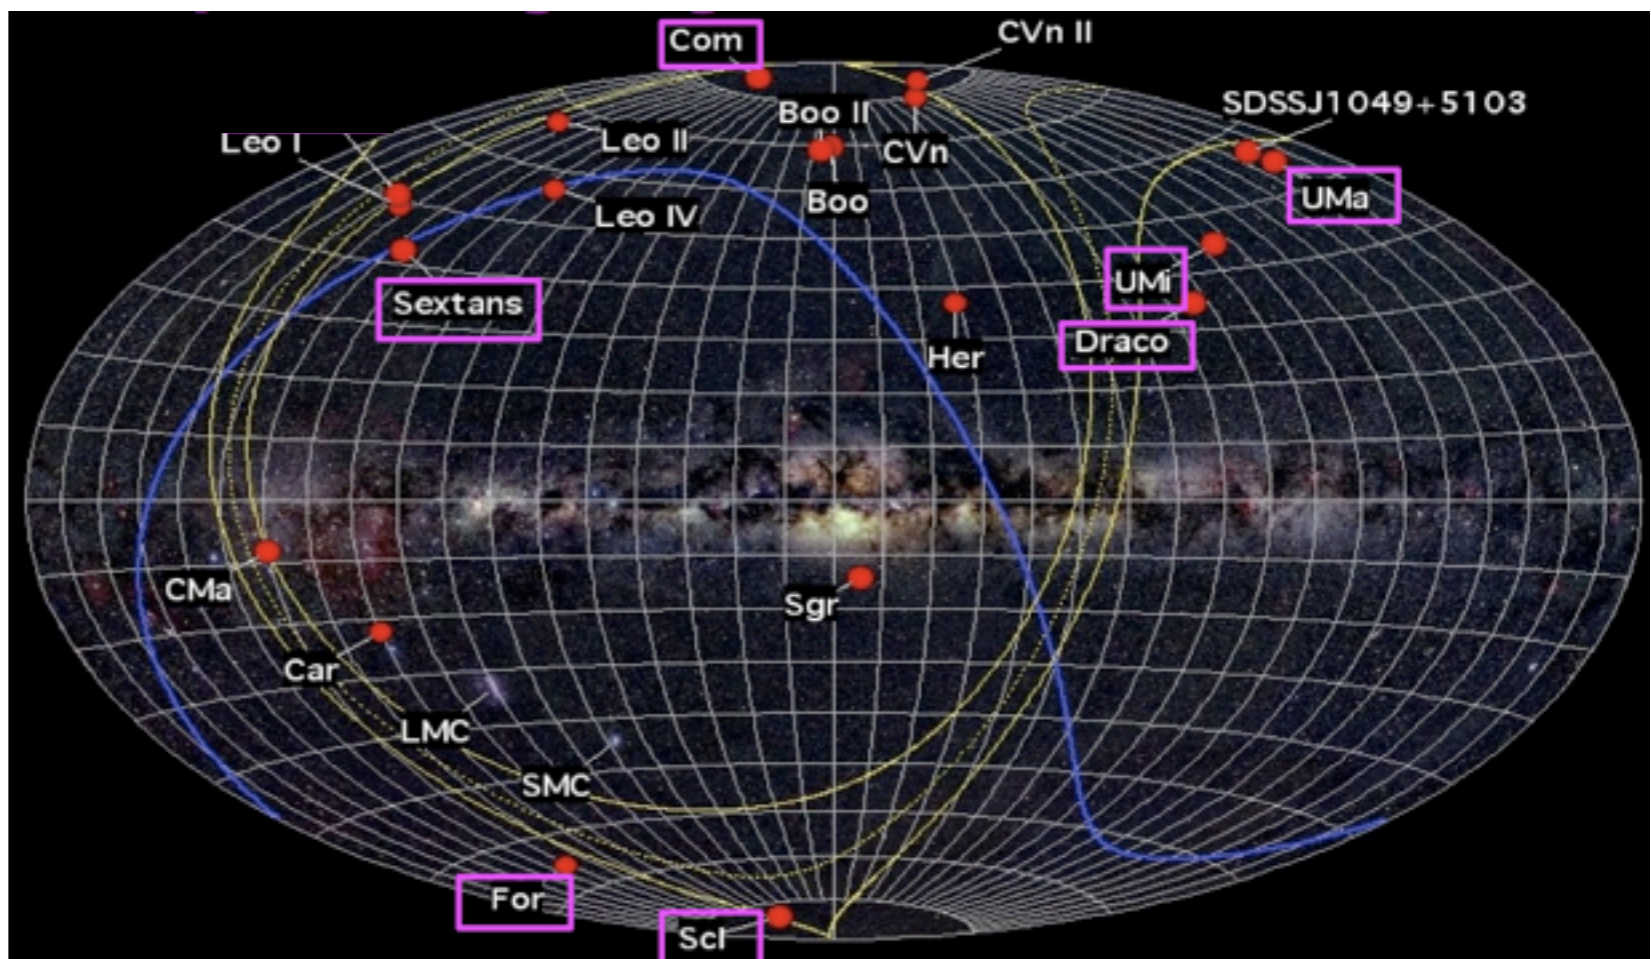 Com
CVn II
SDSSJ1049+5103
Boo II
Leo I
Leo II
CVn
UMa
Boo
Leo IV
UMi
Sextans
Draco
Her
CMa
Sgr
Car
LMC
SMC
For
Scl